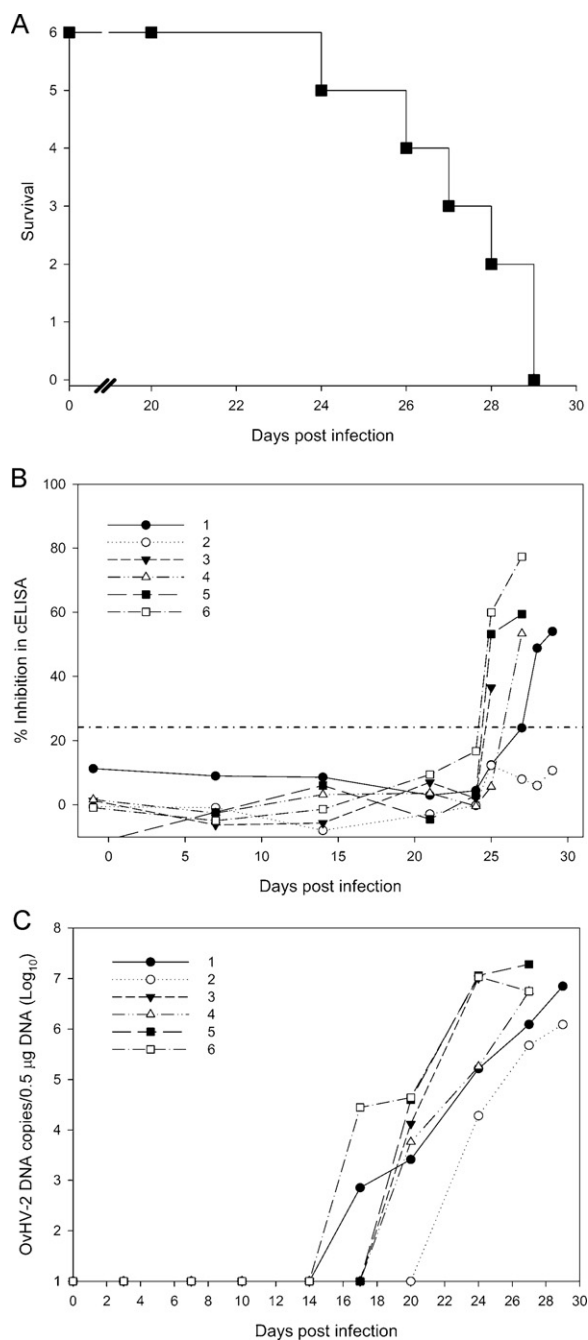 A
6
5
4
3
2
1
0
Survival
0 20 22 24 26 28 30
Days post infection
B
100
80
60
40
20
0
% Inhibition in cELISA
1
2
3
4
5
6
0 5 10 15 20 25 30
Days post infection
C
8
7
6
5
4
3
2
1
OvHV-2 DNA copies/0.5 µg DNA (Log₁₀)
1
2
3
4
5
6
0 2 4 6 8 10 12 14 16 18 20 22 24 26 28 30
Days post infection